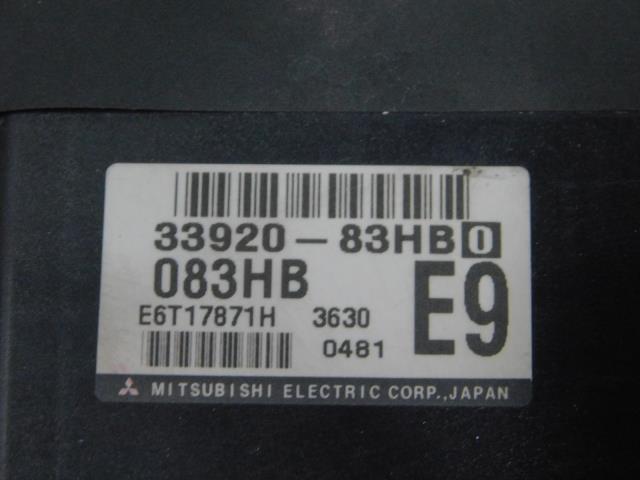 33920-83HB0
083HB
E9
E6T17871H 3630
0481
MITSUBISHI ELECTRIC CORP.,JAPAN